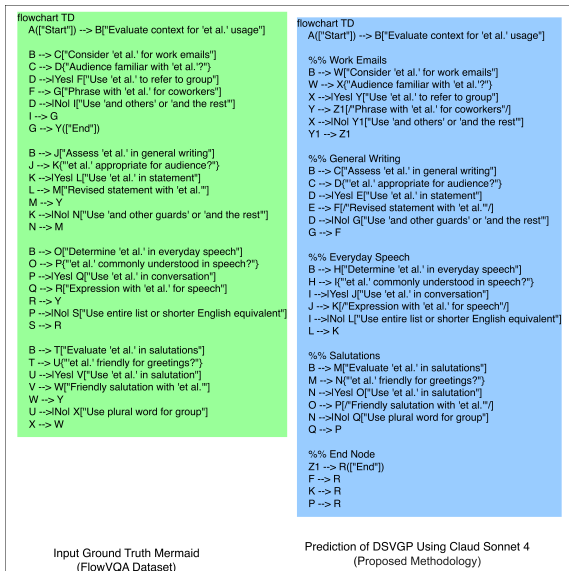 flowchart TD
A(["Start"]) --> B["Evaluate context for 'et al.' usage"]
B --> C["Consider 'et al.' for work emails"]
C --> D{"Audience familiar with 'et al.'?"}
D -->|Yes| F["Use 'et al.' to refer to group"]
F --> G["Phrase with 'et al.' for coworkers"]
D -->|No| I["Use 'and others' or 'and the rest'"]
I --> G
G --> Y(["End"])
B --> J["Assess 'et al.' in general writing"]
J --> K{"'et al.' appropriate for audience?"}
K -->|Yes| L["Use 'et al.' in statement"]
L --> M["Revised statement with 'et al.'"]
M --> Y
K -->|No| N["Use 'and other guards' or 'and the rest'"]
N --> M
B --> O["Determine 'et al.' in everyday speech"]
O --> P{"'et al.' commonly understood in speech?"}
P -->|Yes| Q["Use 'et al.' in conversation"]
Q --> R["Expression with 'et al.' for speech"]
R --> Y
P -->|No| S["Use entire list or shorter English equivalent"]
S --> R
B --> T["Evaluate 'et al.' in salutations"]
T --> U{"'et al.' friendly for greetings?"}
U -->|Yes| V["Use 'et al.' in salutation"]
V --> W["Friendly salutation with 'et al.'"]
W --> Y
U -->|No| X["Use plural word for group"]
X --> W
Input Ground Truth Mermaid
(FlowVQA Dataset)
flowchart TD
A(["Start"]) --> B["Evaluate context for 'et al.' usage"]
%% Work Emails
B --> W["Consider 'et al.' for work emails"]
W --> X{"Audience familiar with 'et al.'?"}
X -->|Yes| Y["Use 'et al.' to refer to group"]
Y --> Z1[/"Phrase with 'et al.' for coworkers"/]
X -->|No| Y1["Use 'and others' or 'and the rest'"]
Y1 --> Z1
%% General Writing
B --> C["Assess 'et al.' in general writing"]
C --> D{"'et al.' appropriate for audience?"}
D -->|Yes| E["Use 'et al.' in statement"]
E --> F[/"Revised statement with 'et al.'"/]
D -->|No| G["Use 'and other guards' or 'and the rest'"]
G --> F
%% Everyday Speech
B --> H["Determine 'et al.' in everyday speech"]
H --> I{"'et al.' commonly understood in speech?"}
I -->|Yes| J["Use 'et al.' in conversation"]
J --> K[/"Expression with 'et al.' for speech"/]
I -->|No| L["Use entire list or shorter English equivalent"]
L --> K
%% Salutations
B --> M["Evaluate 'et al.' in salutations"]
M --> N{"'et al.' friendly for greetings?"}
N -->|Yes| O["Use 'et al.' in salutation"]
O --> P[/"Friendly salutation with 'et al.'"/]
N -->|No| Q["Use plural word for group"]
Q --> P
%% End Node
Z1 --> R(["End"])
F --> R
K --> R
P --> R
Prediction of DSVGP Using Claud Sonnet 4
(Proposed Methodology)